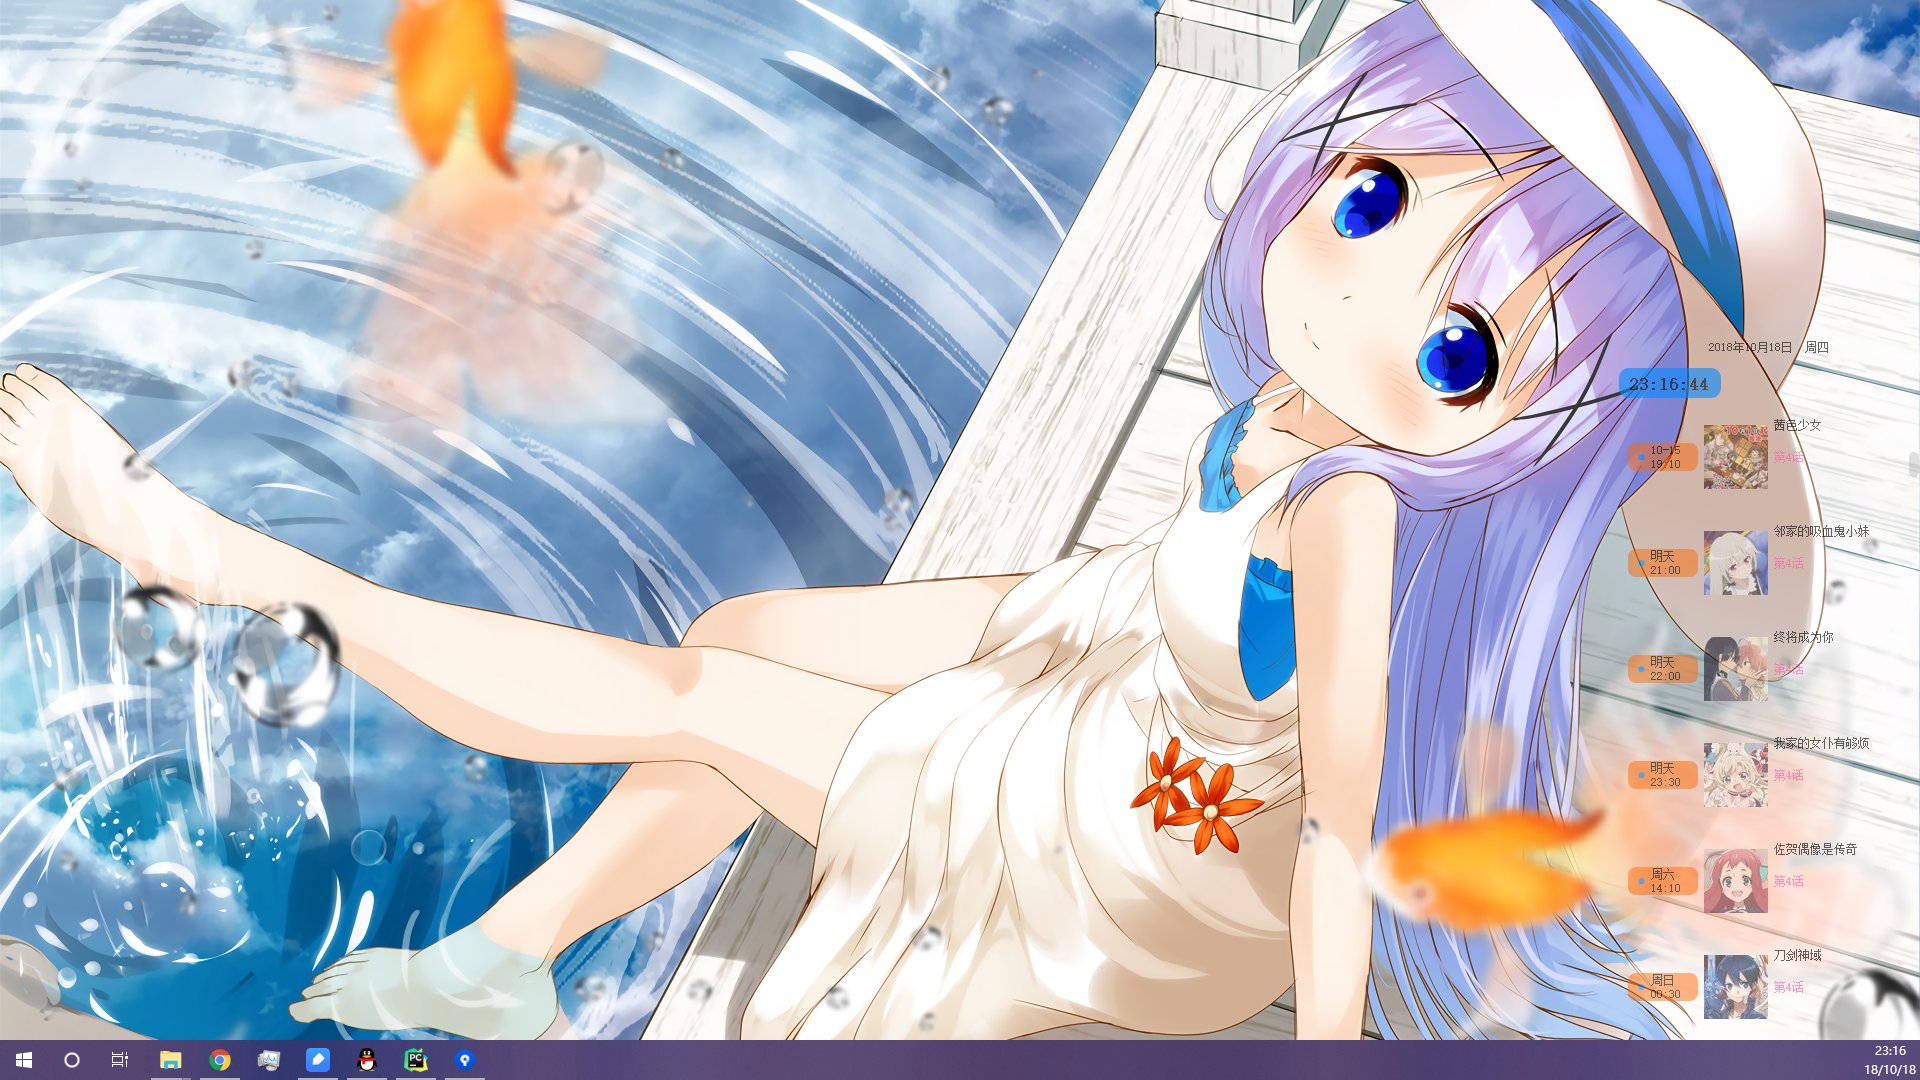 2018年10月18日 周四
23:16:44
茜色少女
10-15
19:10
第4话
邻家的吸血鬼小妹
明天
21:00
第4话
终将成为你
明天
22:00
第4话
我家的女仆有够烦
明天
23:30
第4话
佐贺偶像是传奇
周六
14:10
第4话
刀剑神域
周日
00:30
第4话
PC
23:16
18/10/18